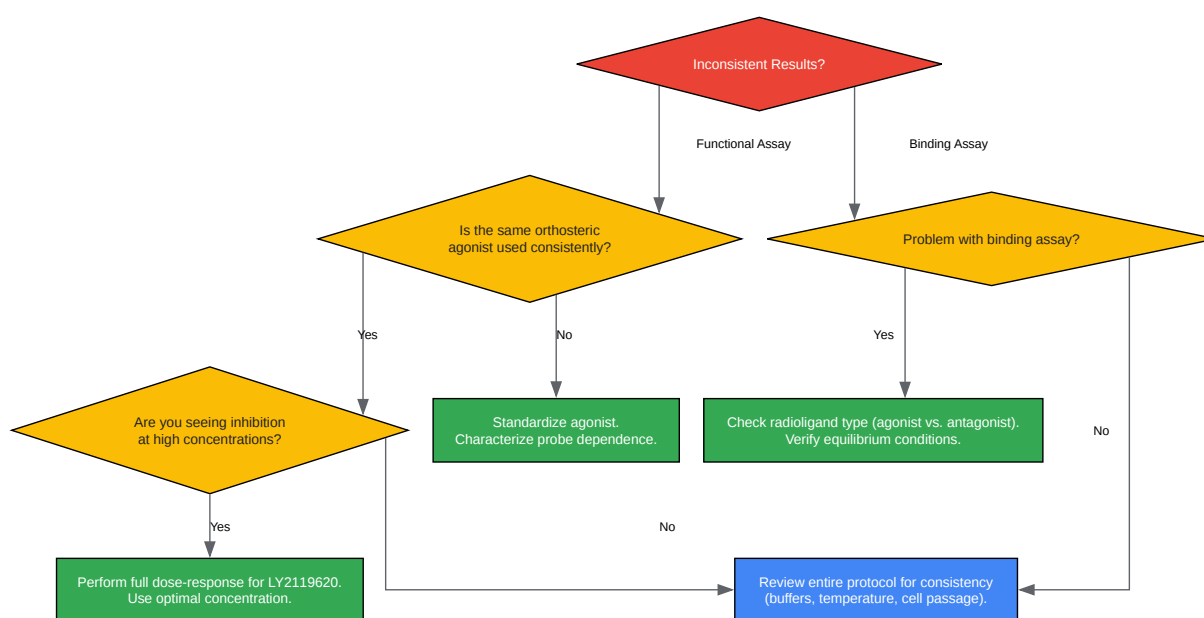 Inconsistent Results?
Functional Assay
Binding Assay
Is the same orthosteric
agonist used consistently?
Problem with binding assay?
Yes
No
Yes
Are you seeing inhibition
at high concentrations?
Standardize agonist.
Characterize probe dependence.
Check radioligand type (agonist vs. antagonist).
Verify equilibrium conditions.
No
Yes
No
Perform full dose-response for LY2119620.
Use optimal concentration.
Review entire protocol for consistency
(buffers, temperature, cell passage).